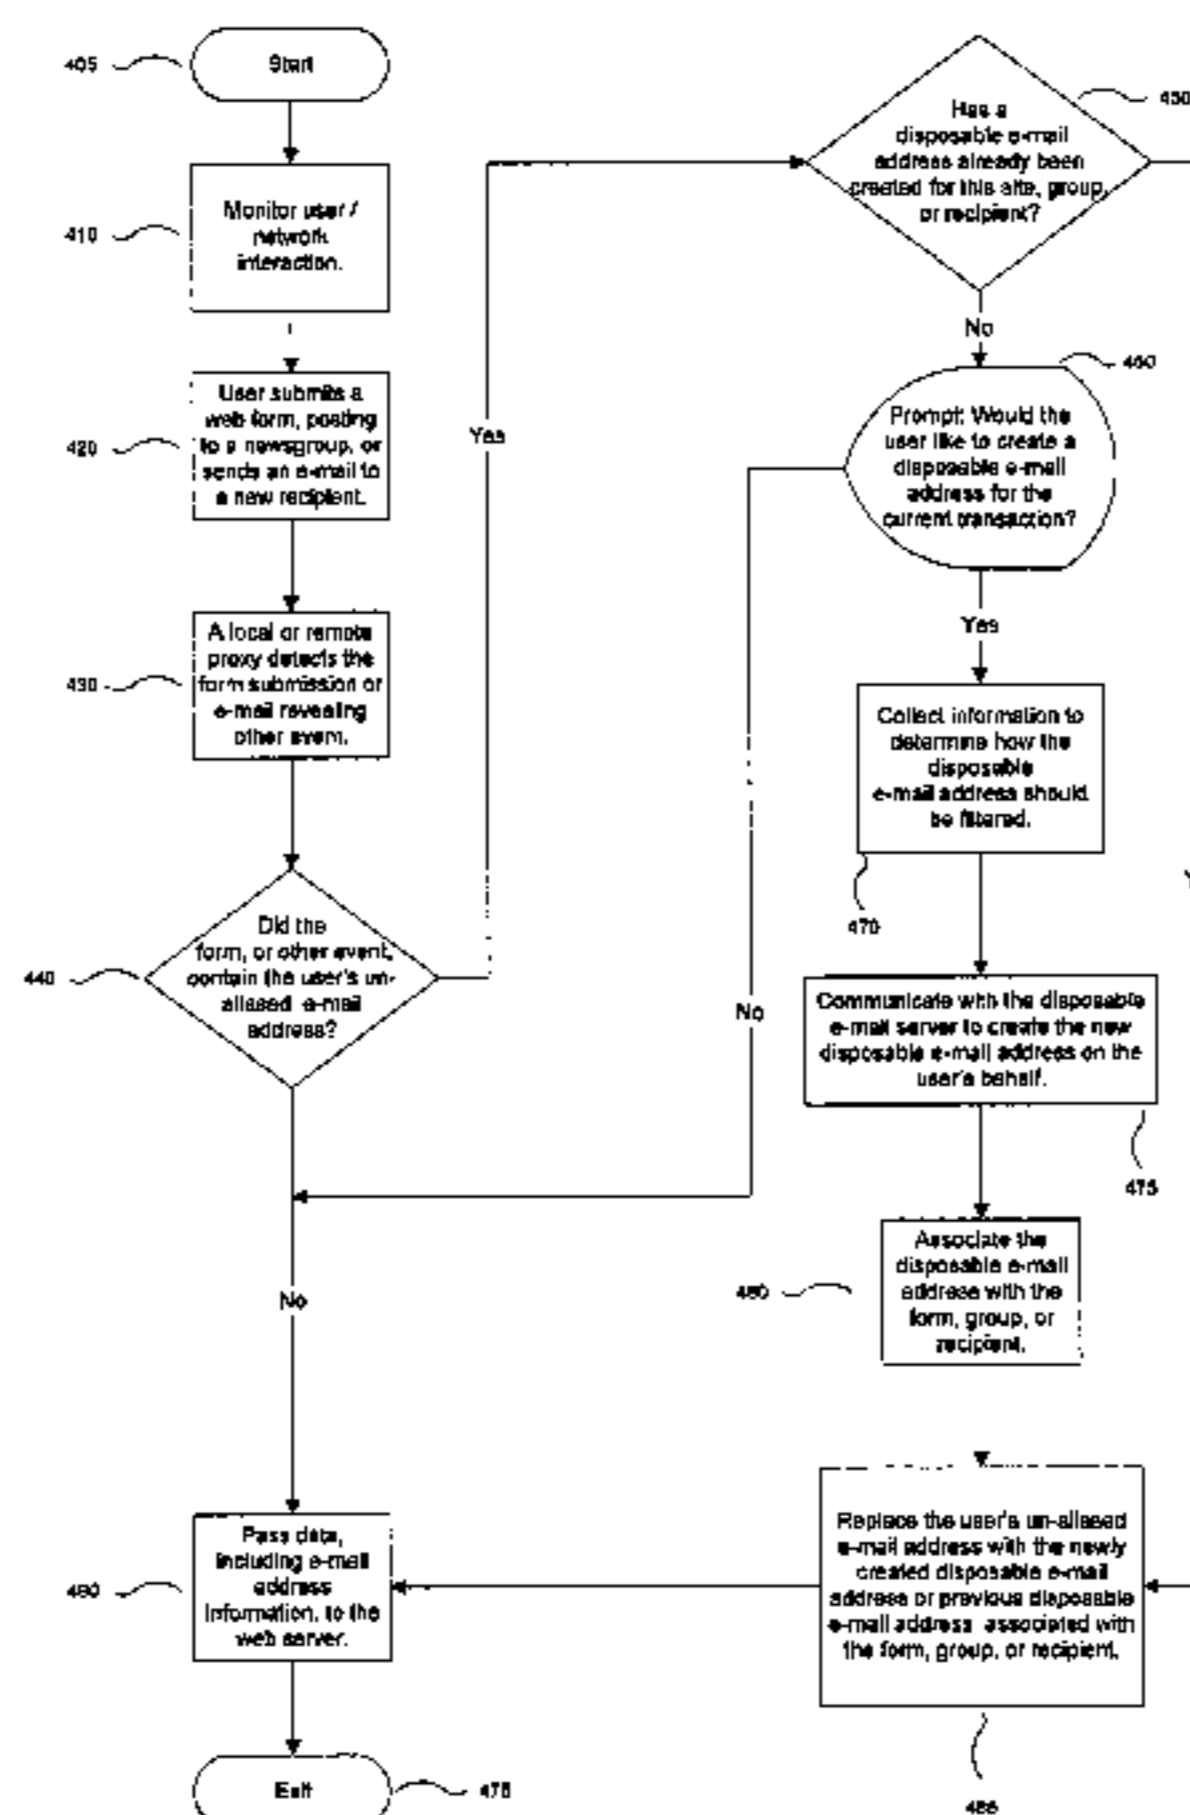 405
Start
410
Monitor user /
network
interaction.
420
User submits a
web form, posting
to a newsgroup, or
sends an e-mail to
a new recipient.
430
A local or remote
proxy detects the
form submission or
e-mail revealing
other event.
440
Did the
form, or other event,
contain the user's un-
aliased e-mail
address?
Yes
No
450
Has a
disposable e-mail
address already been
created for this site, group,
or recipient?
No
460
Prompt: Would the
user like to create a
disposable e-mail
address for the
current transaction?
No
Yes
Collect information to
determine how the
disposable
e-mail address should
be filtered.
470
Communicate with the disposable
e-mail server to create the new
disposable e-mail address on the
user's behalf.
475
480
Associate the
disposable e-mail
address with the
form, group, or
recipient.
Replace the user's un-aliased
e-mail address with the newly
created disposable e-mail
address or previous disposable
e-mail address associated with
the form, group, or recipient.
Pass data,
including e-mail
address
information, to the
web server.
Exit